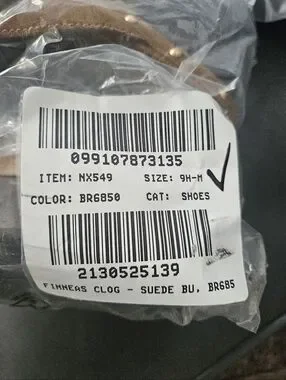 099107873135
ITEM: NX549 SIZE: 9H-M
COLOR: BR6850 CAT: SHOES
2130525139
FINNEAS CLOG - SUEDE BU, BR685